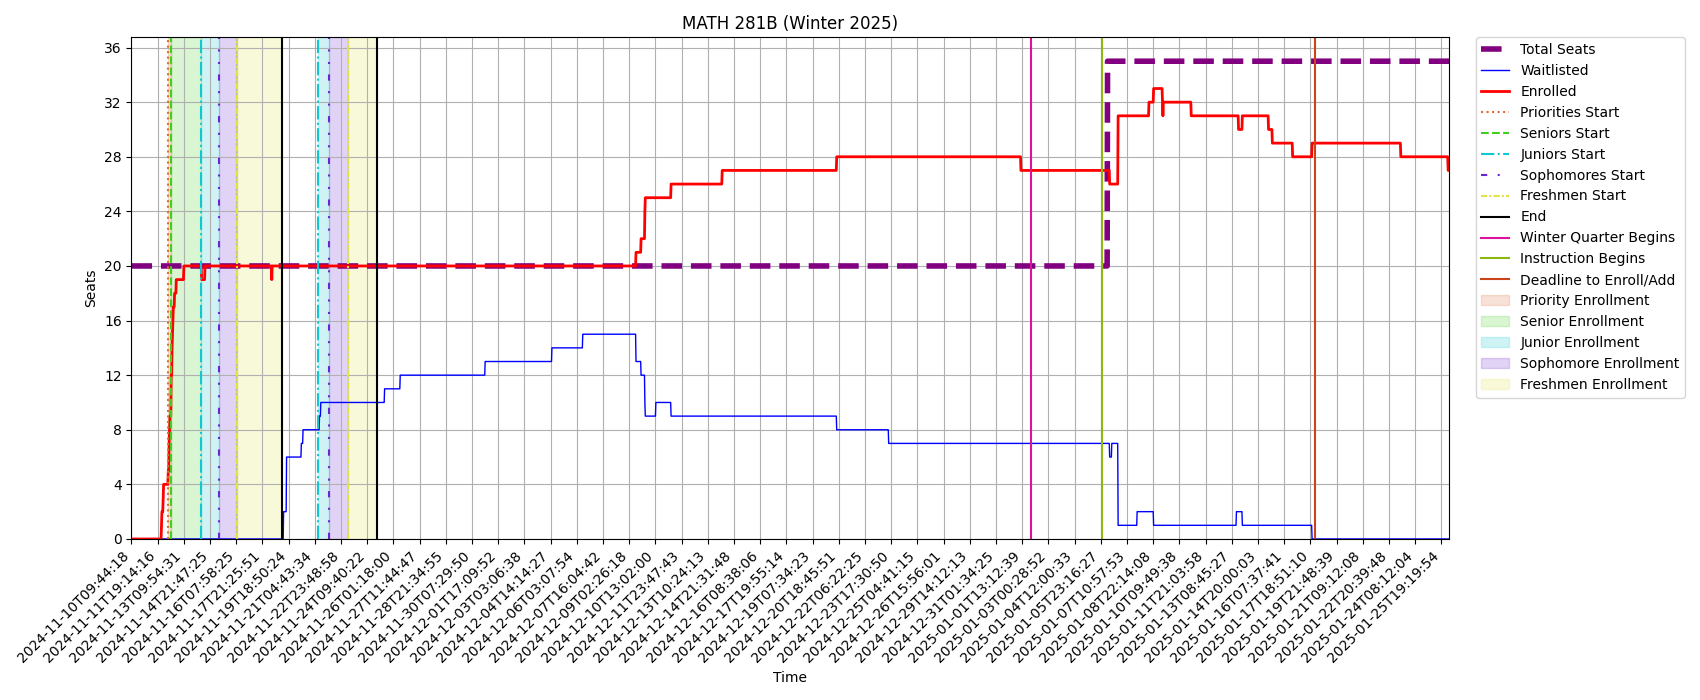 MATH 281B (Winter 2025)
Seats
36
32
28
24
20
16
12
8
4
0
2024-11-10T09:44:18
2024-11-11T19:14:16
2024-11-13T09:54:31
2024-11-14T21:47:25
2024-11-16T07:58:25
2024-11-17T21:25:51
2024-11-19T18:50:24
2024-11-21T04:43:34
2024-11-22T23:48:58
2024-11-24T09:40:22
2024-11-26T01:18:00
2024-11-27T11:44:47
2024-11-28T21:34:55
2024-11-30T07:29:50
2024-12-01T17:09:52
2024-12-03T03:06:38
2024-12-04T14:14:27
2024-12-06T03:07:54
2024-12-07T16:04:42
2024-12-09T02:26:18
2024-12-10T13:02:00
2024-12-11T23:47:43
2024-12-13T10:24:13
2024-12-14T21:31:48
2024-12-16T08:38:06
2024-12-17T19:55:14
2024-12-19T07:34:23
2024-12-20T18:45:51
2024-12-22T06:22:25
2024-12-23T17:30:50
2024-12-25T04:41:15
2024-12-26T15:56:01
2024-12-29T14:12:13
2024-12-31T01:34:25
2025-01-01T13:12:39
2025-01-03T00:28:52
2025-01-04T12:00:33
2025-01-05T23:16:27
2025-01-07T10:57:53
2025-01-08T22:14:08
2025-01-10T09:49:38
2025-01-11T21:03:58
2025-01-13T08:45:27
2025-01-14T20:00:03
2025-01-16T07:37:41
2025-01-17T18:51:10
2025-01-19T21:48:39
2025-01-21T09:12:08
2025-01-22T20:39:48
2025-01-24T08:12:04
2025-01-25T19:19:54
Time
Total Seats
Waitlisted
Enrolled
Priorities Start
Seniors Start
Juniors Start
Sophomores Start
Freshmen Start
End
Winter Quarter Begins
Instruction Begins
Deadline to Enroll/Add
Priority Enrollment
Senior Enrollment
Junior Enrollment
Sophomore Enrollment
Freshmen Enrollment